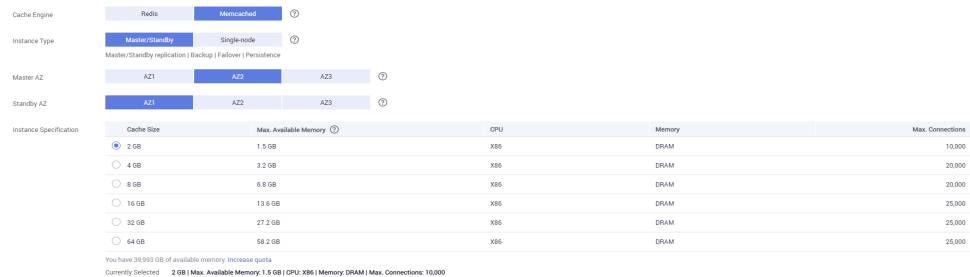 Cache Engine Redis Memcached
Instance Type Master/Standby Single-node
Master/Standby replication | Backup | Failover | Persistence
Master AZ AZ1 AZ2 AZ3
Standby AZ AZ1 AZ2 AZ3
Instance Specification Cache Size Max. Available Memory CPU Memory Max. Connections
2 GB 1.5 GB X86 DRAM 10,000
4 GB 3.2 GB X86 DRAM 20,000
8 GB 6.8 GB X86 DRAM 20,000
16 GB 13.6 GB X86 DRAM 25,000
32 GB 27.2 GB X86 DRAM 25,000
64 GB 58.2 GB X86 DRAM 25,000
You have 39,993 GB of available memory. Increase quota
Currently Selected 2 GB | Max. Available Memory: 1.5 GB | CPU: X86 | Memory: DRAM | Max. Connections: 10,000